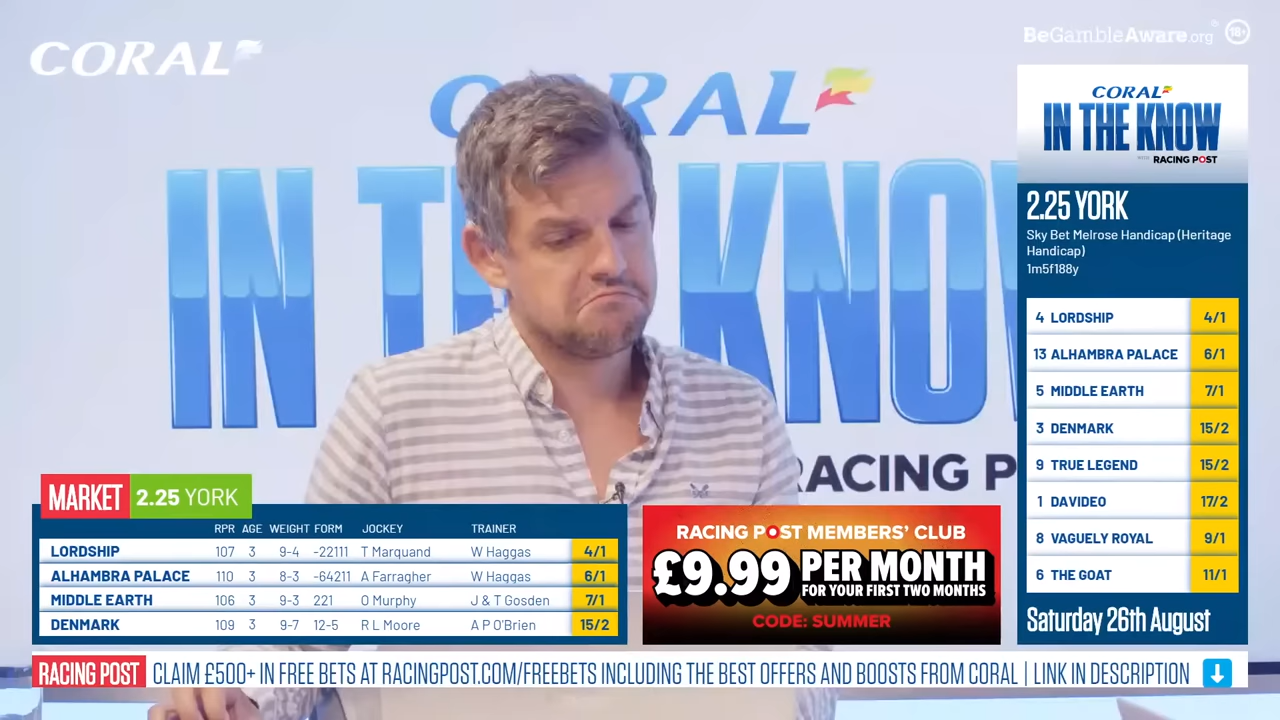 CORAL
BeGambleAware.org 18+
CORAL
IN THE KNOW
RACING P
CORAL
IN THE KNOW
WITH RACING POST
2.25 YORK
Sky Bet Melrose Handicap (Heritage
Handicap)
1m5f188y
4 LORDSHIP 4/1
13 ALHAMBRA PALACE 6/1
5 MIDDLE EARTH 7/1
3 DENMARK 15/2
9 TRUE LEGEND 15/2
1 DAVIDEO 17/2
8 VAGUELY ROYAL 9/1
6 THE GOAT 11/1
Saturday 26th August
MARKET 2.25 YORK
RPR AGE WEIGHT FORM JOCKEY TRAINER
LORDSHIP 107 3 9-4 -22111 T Marquand W Haggas 4/1
ALHAMBRA PALACE 110 3 8-3 -64211 A Farragher W Haggas 6/1
MIDDLE EARTH 106 3 9-3 221 O Murphy J & T Gosden 7/1
DENMARK 109 3 9-7 12-5 R L Moore A P O'Brien 15/2
RACING POST MEMBERS' CLUB
£9.99 PER MONTH
FOR YOUR FIRST TWO MONTHS
CODE: SUMMER
RACING POST CLAIM £500+ IN FREE BETS AT RACINGPOST.COM/FREEBETS INCLUDING THE BEST OFFERS AND BOOSTS FROM CORAL | LINK IN DESCRIPTION